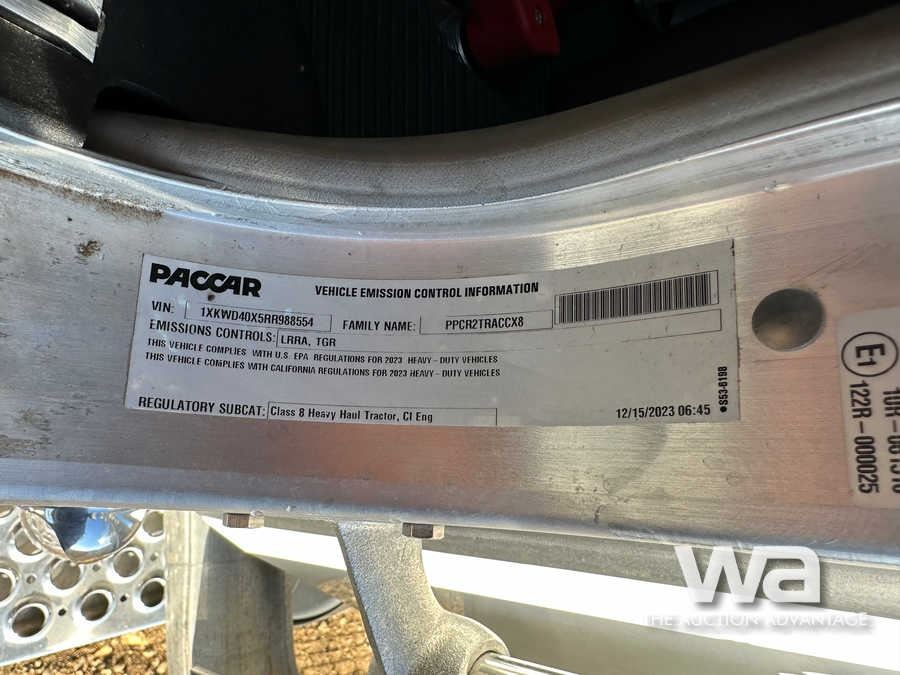 PACCAR
VEHICLE EMISSION CONTROL INFORMATION
VIN: 1XKWD40X5RR988554 FAMILY NAME: PPCR2TRACCX8
EMISSIONS CONTROLS: LRRA, TGR
THIS VEHICLE COMPLIES WITH U.S. EPA REGULATIONS FOR 2023 HEAVY - DUTY VEHICLES
THIS VEHICLE COMPLIES WITH CALIFORNIA REGULATIONS FOR 2023 HEAVY - DUTY VEHICLES
REGULATORY SUBCAT: Class 8 Heavy Haul Tractor, CI Eng
12/15/2023 06:45
●S53-6198
E1
122R-000025
wa
THE AUCTION ADVANTAGE